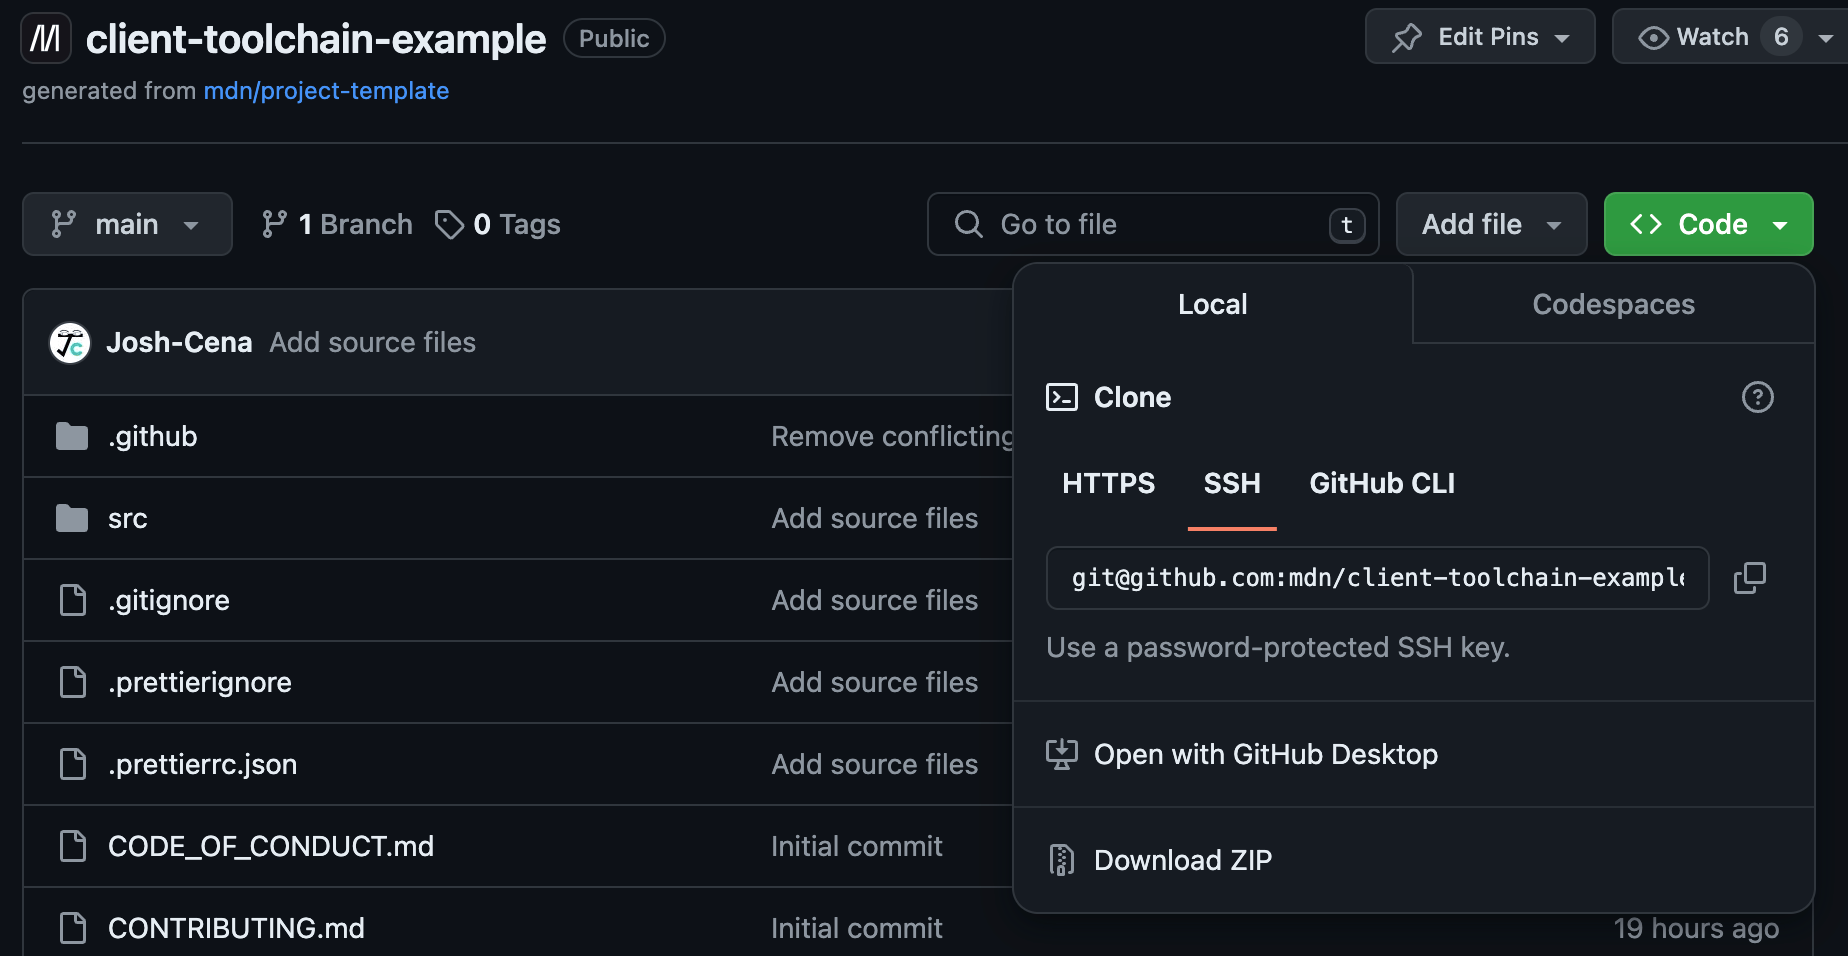 client-toolchain-example Public
Edit Pins
Watch 6
generated from mdn/project-template
main
1 Branch
0 Tags
Go to file t
Add file
Code
Local
Codespaces
Josh-Cena Add source files
Clone
HTTPS
SSH
GitHub CLI
git@github.com:mdn/client-toolchain-example
Use a password-protected SSH key.
Open with GitHub Desktop
Download ZIP
.github Remove conflicting
src Add source files
.gitignore Add source files
.prettierignore Add source files
.prettierrc.json Add source files
CODE_OF_CONDUCT.md Initial commit
CONTRIBUTING.md Initial commit 19 hours ago